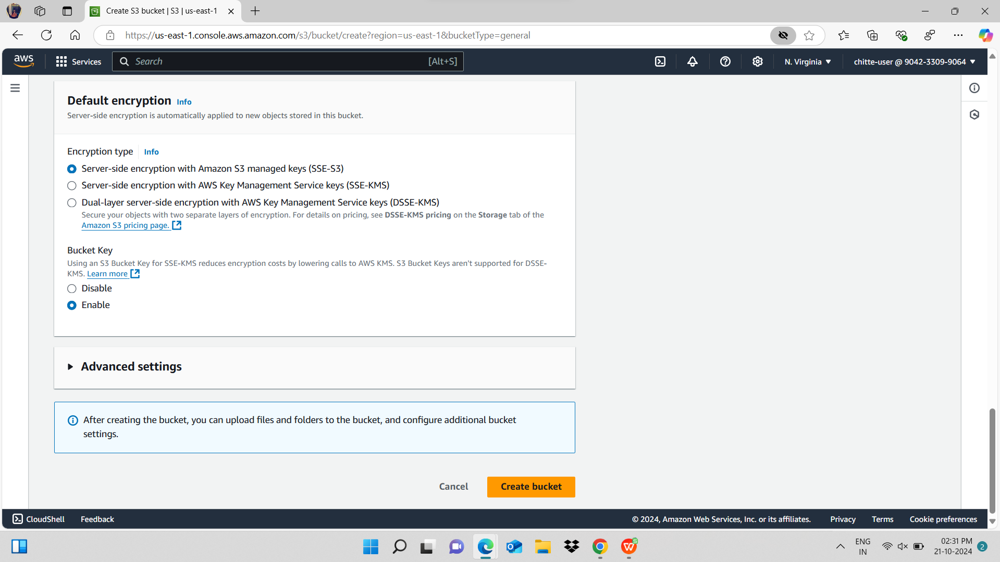 Create S3 bucket | S3 | us-east-1
https://us-east-1.console.aws.amazon.com/s3/bucket/create?region=us-east-1&bucketType=general
aws
Services
Search
[Alt+S]
N. Virginia
chitte-user @ 9042-3309-9064
Default encryption Info
Server-side encryption is automatically applied to new objects stored in this bucket.
Encryption type Info
Server-side encryption with Amazon S3 managed keys (SSE-S3)
Server-side encryption with AWS Key Management Service keys (SSE-KMS)
Dual-layer server-side encryption with AWS Key Management Service keys (DSSE-KMS)
Secure your objects with two separate layers of encryption. For details on pricing, see DSSE-KMS pricing on the Storage tab of the
Amazon S3 pricing page.
Bucket Key
Using an S3 Bucket Key for SSE-KMS reduces encryption costs by lowering calls to AWS KMS. S3 Bucket Keys aren't supported for DSSE-
KMS. Learn more
Disable
Enable
Advanced settings
After creating the bucket, you can upload files and folders to the bucket, and configure additional bucket
settings.
Cancel
Create bucket
CloudShell
Feedback
© 2024, Amazon Web Services, Inc. or its affiliates.
Privacy
Terms
Cookie preferences
ENG
IN
02:31 PM
21-10-2024
2